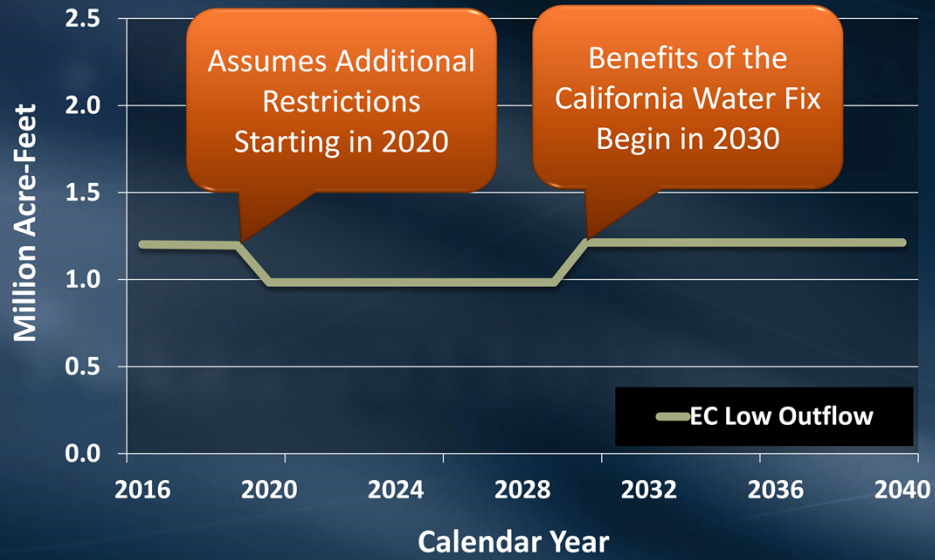 2.5
2.0
1.5
1.0
0.5
0.0
Million Acre-Feet
Assumes Additional
Restrictions
Starting in 2020
Benefits of the
California Water Fix
Begin in 2030
EC Low Outflow
2016 2020 2024 2028 2032 2036 2040
Calendar Year